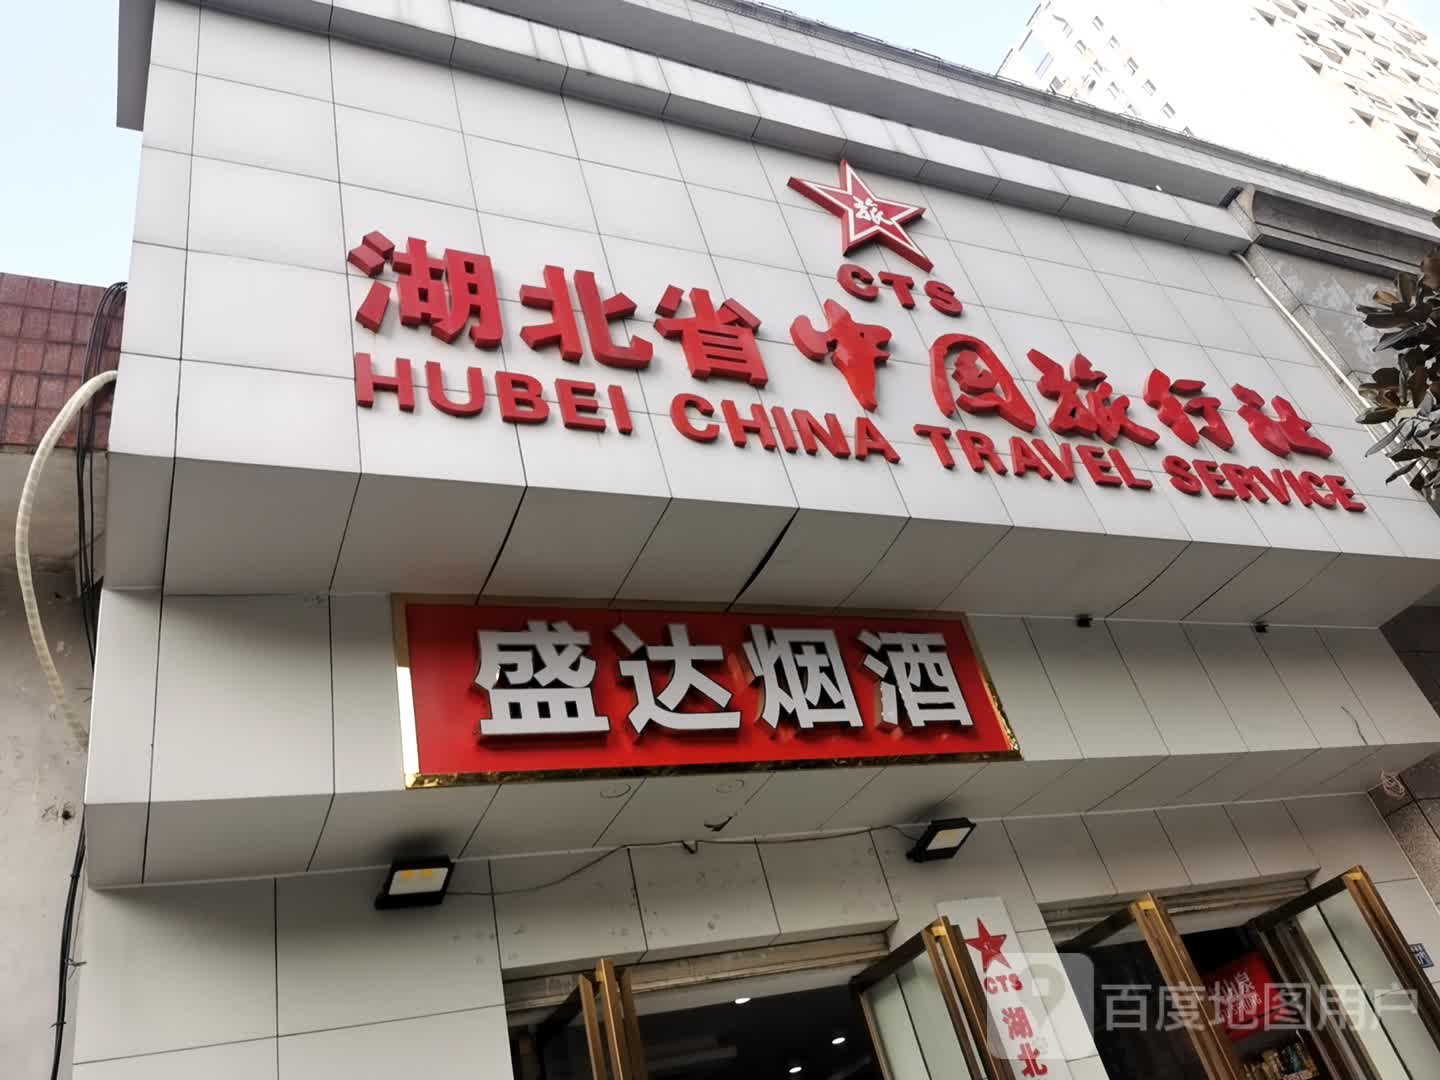 旅
CTS
湖北省中国旅行社
HUBEI CHINA TRAVEL SERVICE
盛达烟酒
CTS
湖北
百度地图用户